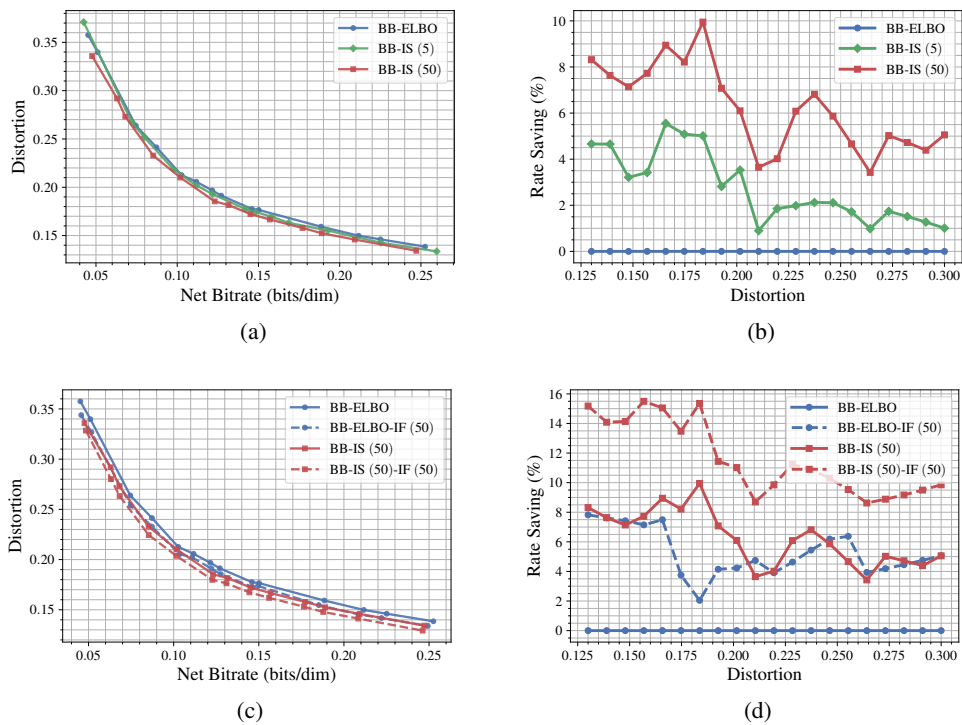 0.35
0.30
0.25
0.20
0.15
Distortion
BB-ELBO
BB-IS (5)
BB-IS (50)
0.05
0.10
0.15
0.20
0.25
Net Bitrate (bits/dim)
(a)
10
8
6
4
2
0
Rate Saving (%)
BB-ELBO
BB-IS (5)
BB-IS (50)
0.125
0.150
0.175
0.200
0.225
0.250
0.275
0.300
Distortion
(b)
0.35
0.30
0.25
0.20
0.15
Distortion
BB-ELBO
BB-ELBO-IF (50)
BB-IS (50)
BB-IS (50)-IF (50)
0.05
0.10
0.15
0.20
0.25
Net Bitrate (bits/dim)
(c)
16
14
12
10
8
6
4
2
0
Rate Saving (%)
BB-ELBO
BB-ELBO-IF (50)
BB-IS (50)
BB-IS (50)-IF (50)
0.125
0.150
0.175
0.200
0.225
0.250
0.275
0.300
Distortion
(d)